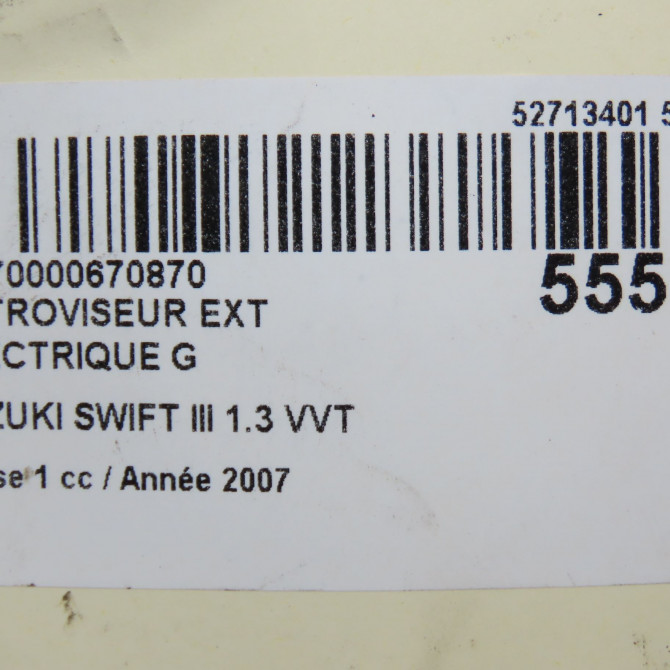 52713401 5
70000670870
555
TROVISEUR EXT
CTRIQUE G
ZUKI SWIFT III 1.3 VVT
se 1 cc / Année 2007